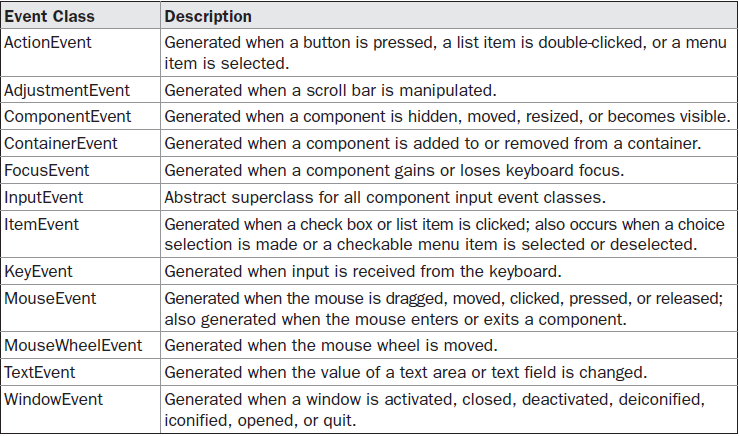 Event Class Description
ActionEvent Generated when a button is pressed, a list item is double-clicked, or a menu
item is selected.
AdjustmentEvent Generated when a scroll bar is manipulated.
ComponentEvent Generated when a component is hidden, moved, resized, or becomes visible.
ContainerEvent Generated when a component is added to or removed from a container.
FocusEvent Generated when a component gains or loses keyboard focus.
InputEvent Abstract superclass for all component input event classes.
ItemEvent Generated when a check box or list item is clicked; also occurs when a choice
selection is made or a checkable menu item is selected or deselected.
KeyEvent Generated when input is received from the keyboard.
MouseEvent Generated when the mouse is dragged, moved, clicked, pressed, or released;
also generated when the mouse enters or exits a component.
MouseWheelEvent Generated when the mouse wheel is moved.
TextEvent Generated when the value of a text area or text field is changed.
WindowEvent Generated when a window is activated, closed, deactivated, deiconified,
iconified, opened, or quit.